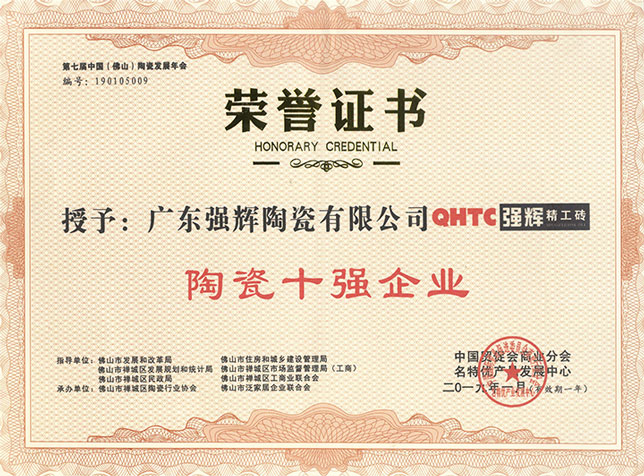 第七届中国（佛山）陶瓷发展年会
编号：190105009
荣誉证书
HONORARY CREDENTIAL
授予：广东强辉陶瓷有限公司 QHTC 强辉 精工砖
陶瓷十强企业
指导单位：佛山市发展和改革局 佛山市住房和城乡建设管理局
佛山市禅城区发展规划和统计局 佛山市禅城区市场监督管理局（工商）
佛山市禅城区民政局 佛山市禅城区工商业联合会
承办单位：佛山市禅城区陶瓷行业协会 佛山市泛家居企业联合会
中国贸促会商业分会
名特优产业发展中心
二〇一九年一月（有效期一年）